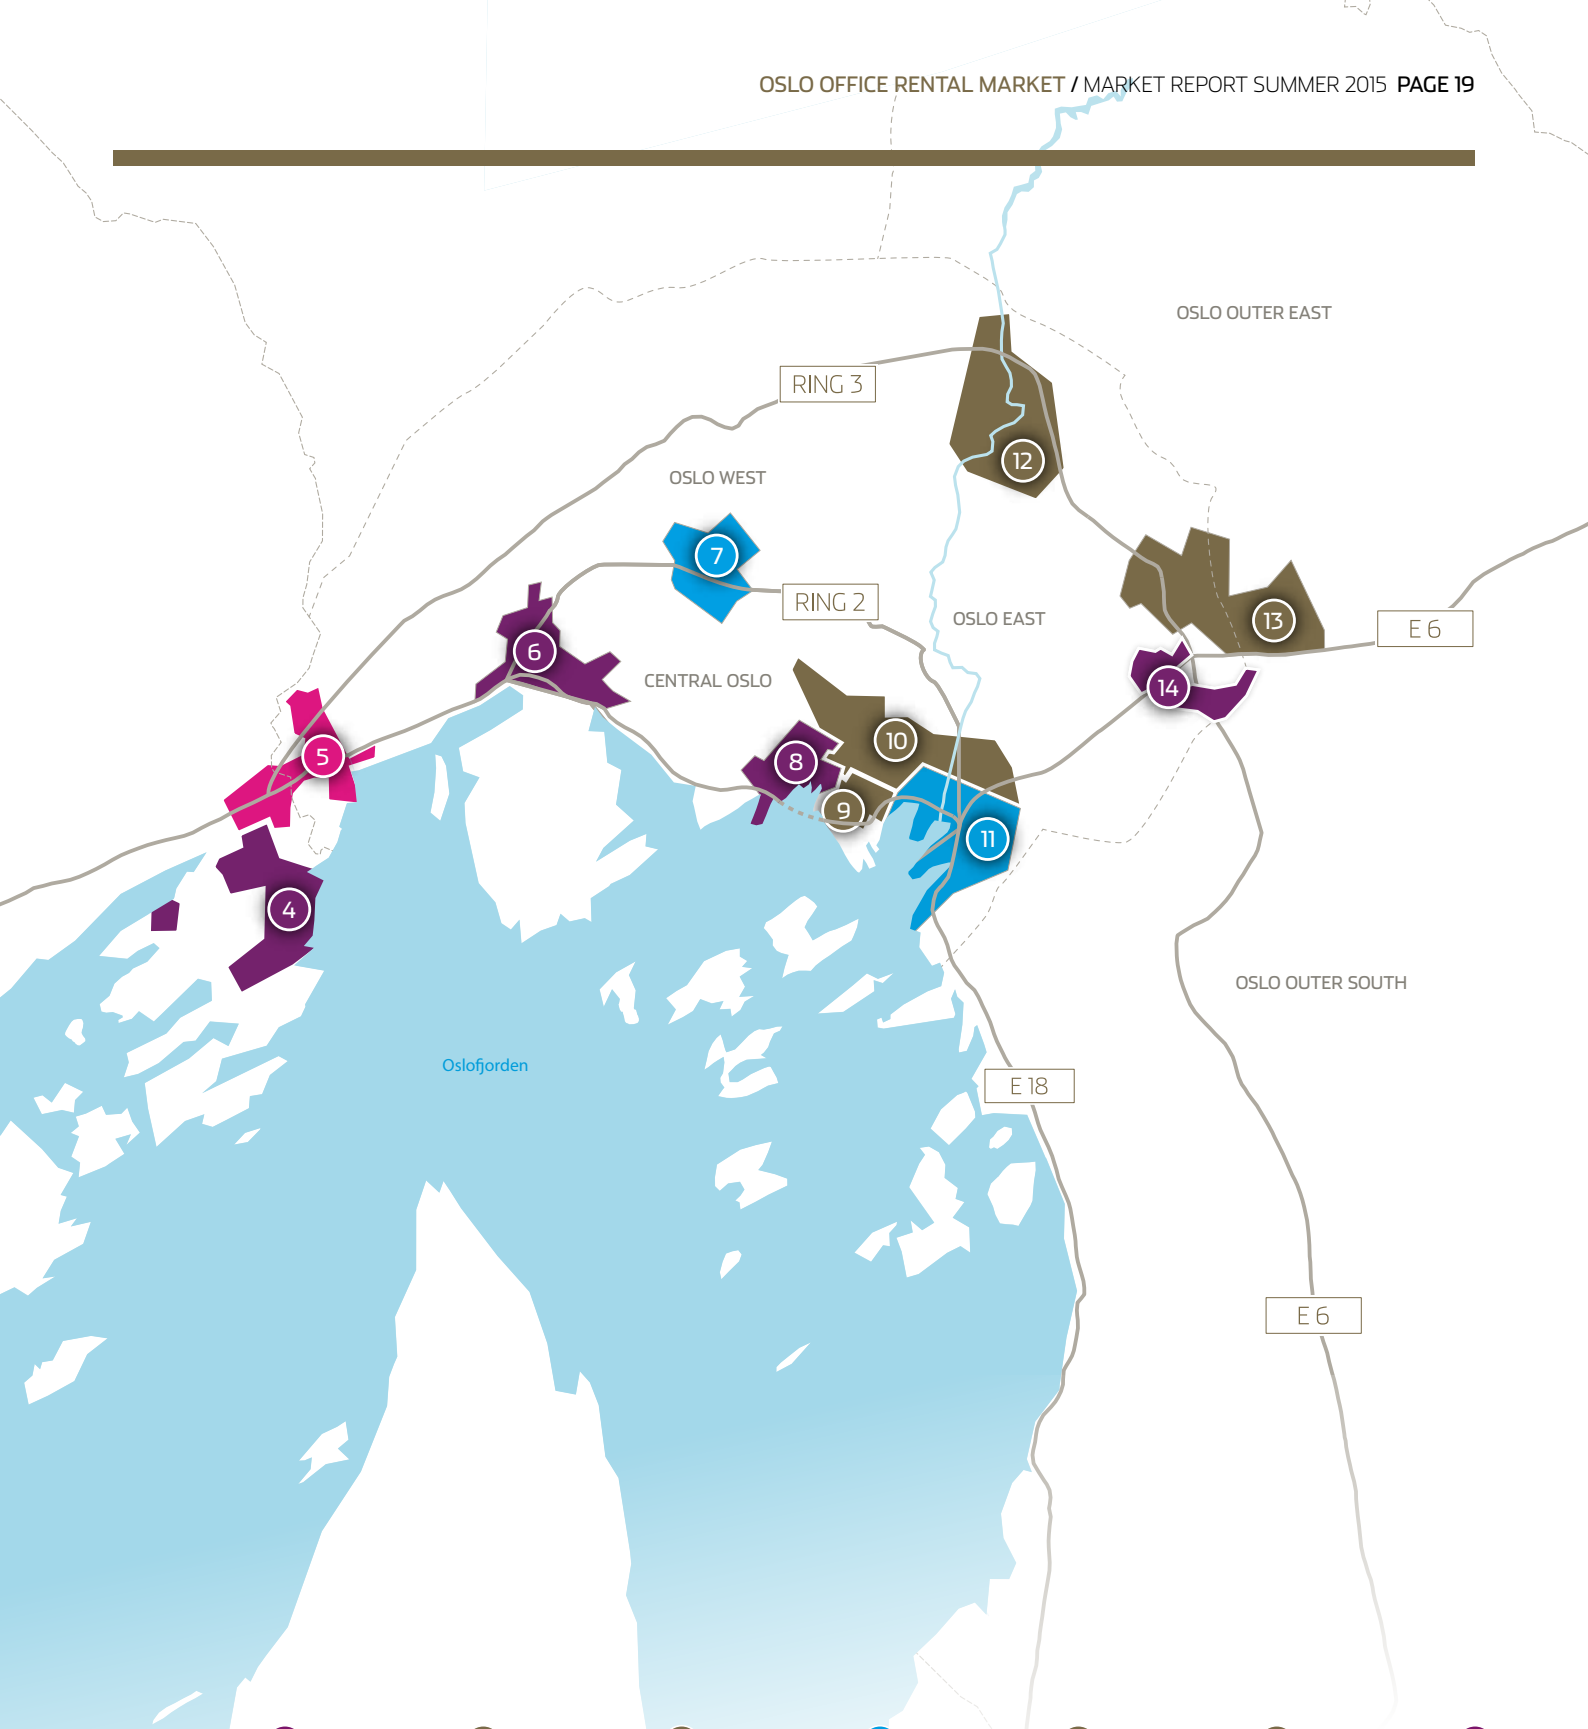 OSLO OFFICE RENTAL MARKET / MARKET REPORT SUMMER 2015 PAGE 19
OSLO OUTER EAST
RING 3
12
OSLO WEST
7
RING 2
OSLO EAST
13
E 6
6
CENTRAL OSLO
14
10
5
8
9
11
4
OSLO OUTER SOUTH
Oslofjorden
E 18
E 6